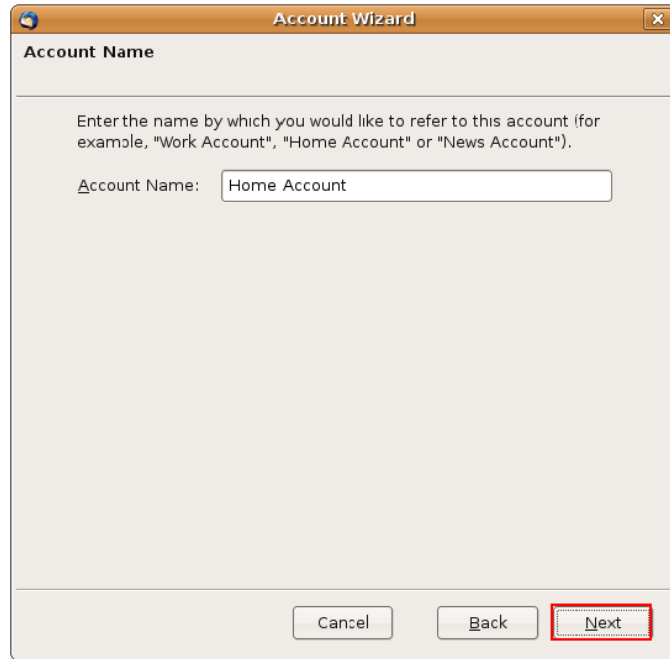 Account Wizard
Account Name
Enter the name by which you would like to refer to this account (for
example, "Work Account", "Home Account" or "News Account").
Account Name: Home Account
Cancel Back Next